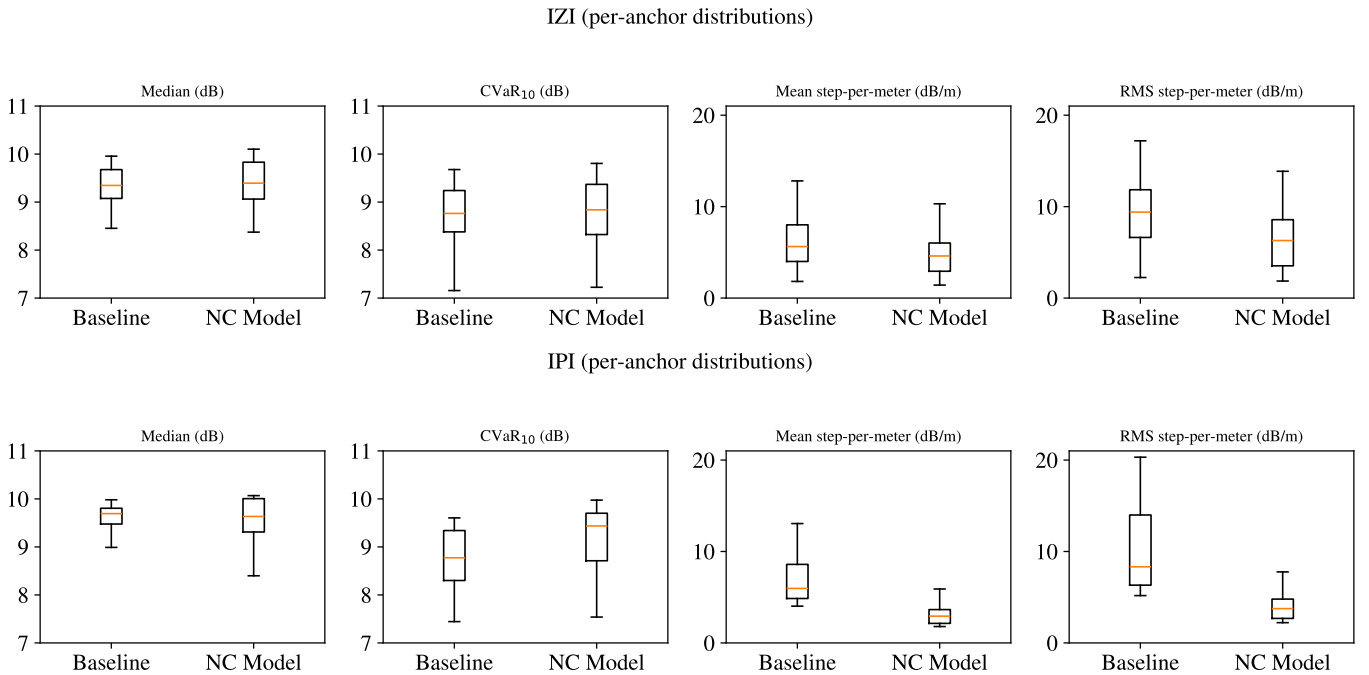 IZI (per-anchor distributions)
Median (dB)
CVaR₁₀ (dB)
Mean step-per-meter (dB/m)
RMS step-per-meter (dB/m)
11
10
9
8
7
Baseline
NC Model
11
10
9
8
7
Baseline
NC Model
20
10
0
Baseline
NC Model
20
10
0
Baseline
NC Model
IPI (per-anchor distributions)
Median (dB)
CVaR₁₀ (dB)
Mean step-per-meter (dB/m)
RMS step-per-meter (dB/m)
11
10
9
8
7
Baseline
NC Model
11
10
9
8
7
Baseline
NC Model
20
10
0
Baseline
NC Model
20
10
0
Baseline
NC Model